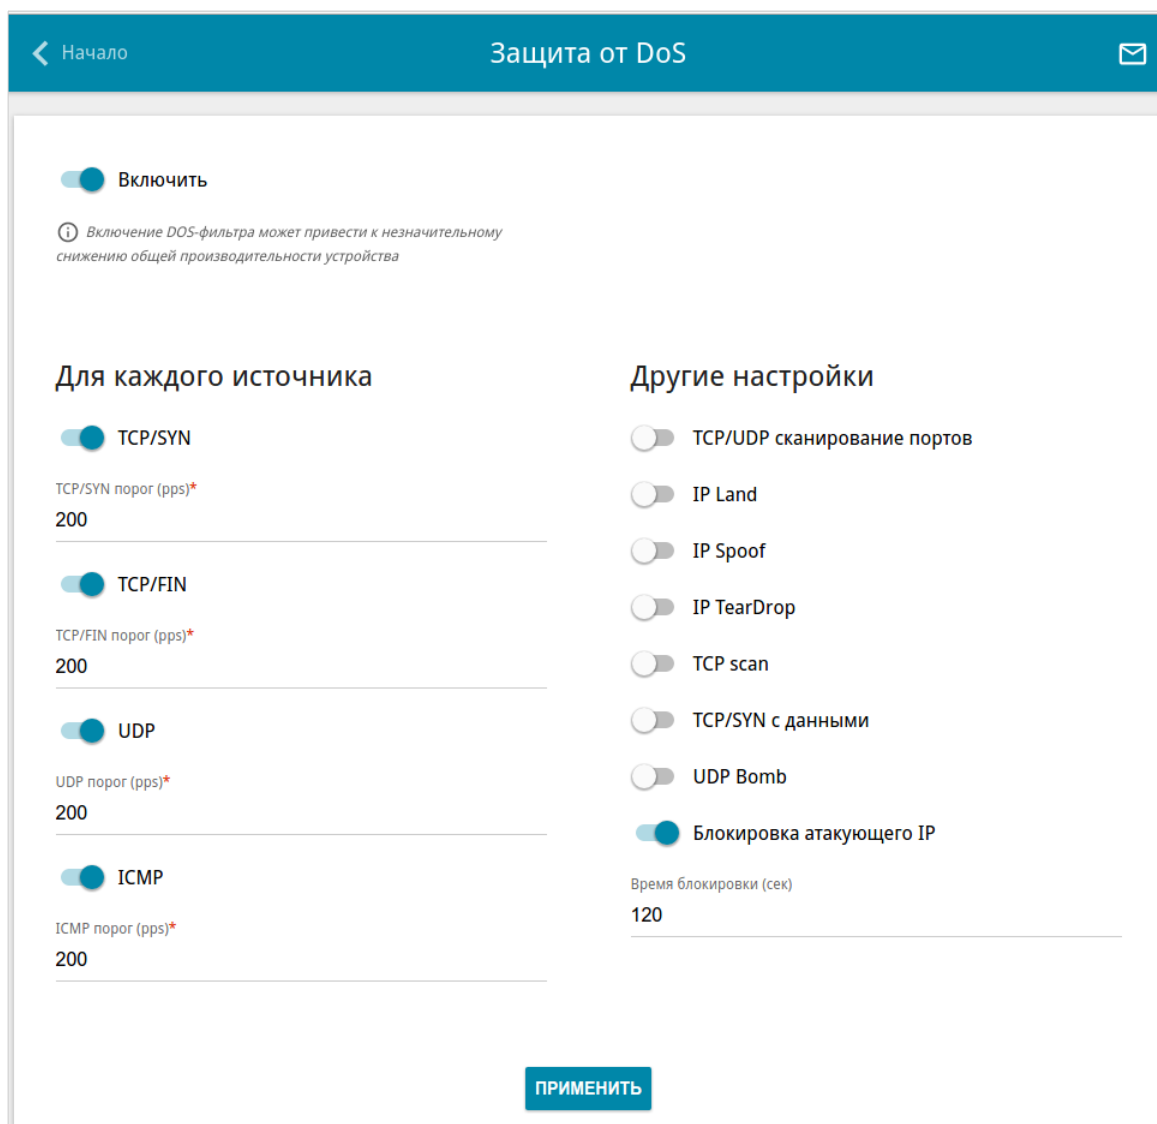 Начало
Защита от DoS
Включить
Включение DOS-фильтра может привести к незначительному
снижению общей производительности устройства
Для каждого источника
TCP/SYN
TCP/SYN порог (pps)*
200
TCP/FIN
TCP/FIN порог (pps)*
200
UDP
UDP порог (pps)*
200
ICMP
ICMP порог (pps)*
200
Другие настройки
TCP/UDP сканирование портов
IP Land
IP Spoof
IP TearDrop
TCP scan
TCP/SYN с данными
UDP Bomb
Блокировка атакующего IP
Время блокировки (сек)
120
ПРИМЕНИТЬ